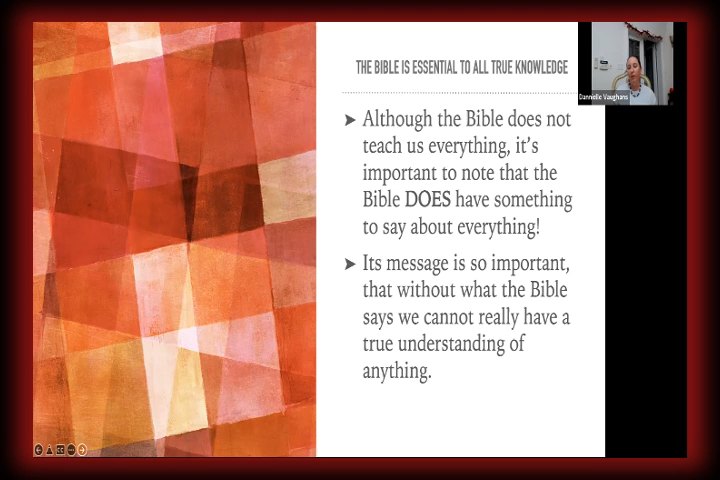 THE BIBLE IS ESSENTIAL TO ALL TRUE KNOWLEDGE
Dannielle Vaughans
➤ Although the Bible does not
teach us everything, it's
important to note that the
Bible DOES have something
to say about everything!
➤ Its message is so important,
that without what the Bible
says we cannot really have a
true understanding of
anything.